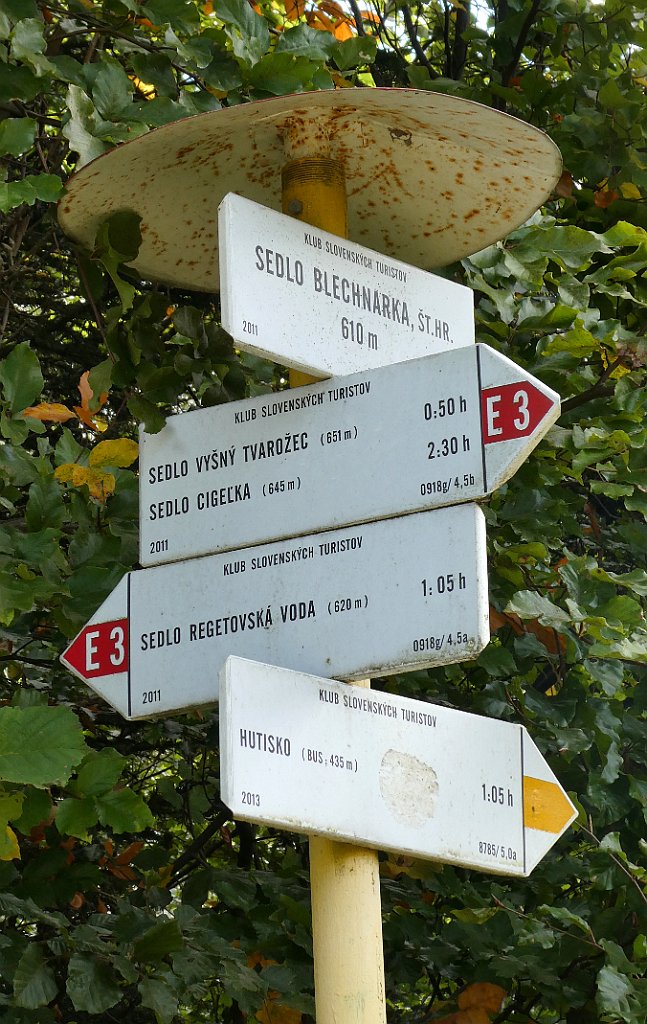 KLUB SLOVENSKÝCH TURISTOV
SEDLO BLECHNARKA, ŠT.HR.
2011 610 m
KLUB SLOVENSKÝCH TURISTOV
SEDLO VYŠNÝ TVAROŽEC (651 m) 0:50 h
E 3
SEDLO CIGEĽKA (645 m) 2:30 h
2011 0918g/4,5b
KLUB SLOVENSKÝCH TURISTOV
SEDLO REGETOVSKÁ VODA (620 m) 1:05 h
E 3
2011 0918g/4,5a
KLUB SLOVENSKÝCH TURISTOV
HUTISKO (BUS; 435 m) 1:05 h
2013 8785/5,0a